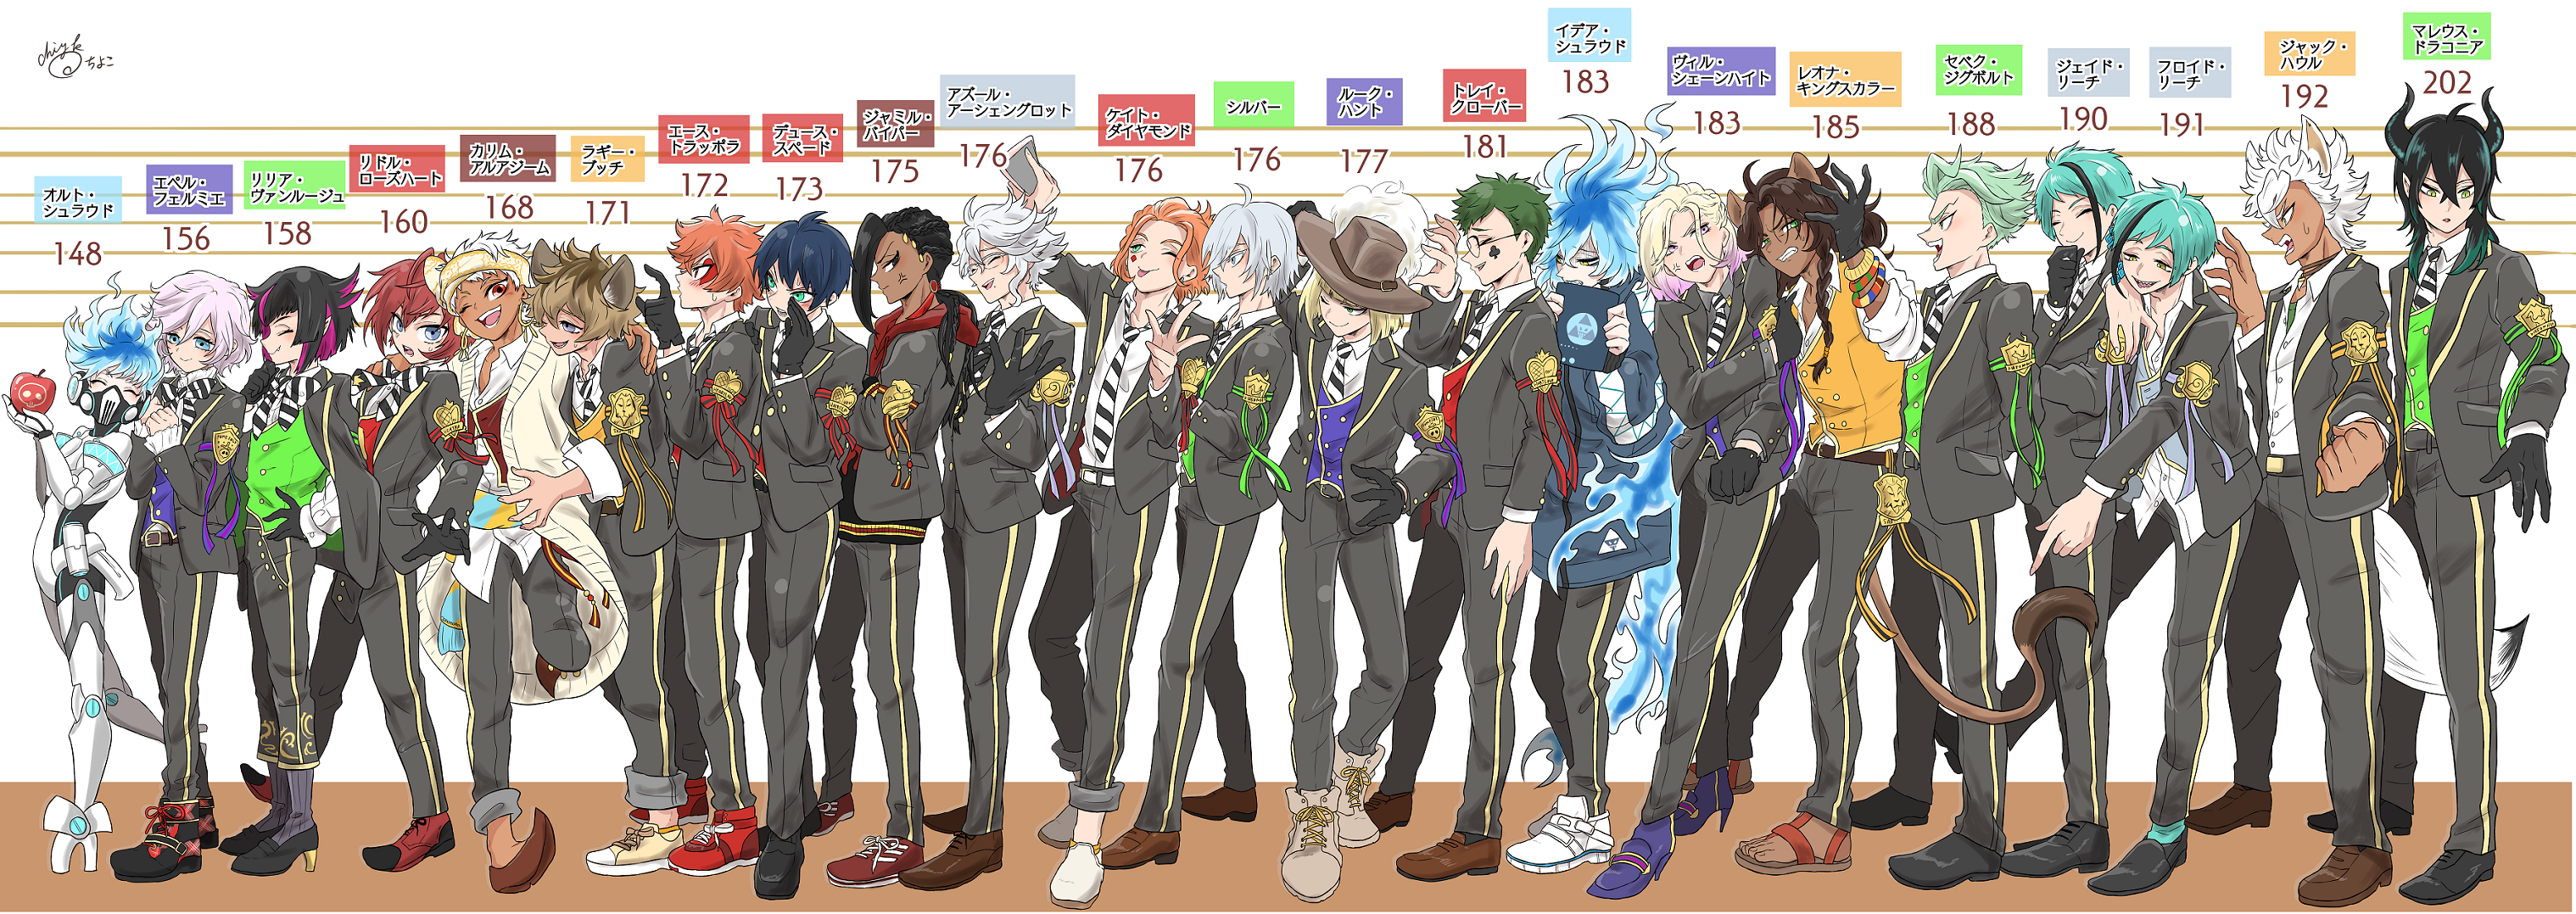 chiyk
ちよこ
オルト・
シュラウド
148
エペル・
フェルミエ
156
リリア・
ヴァンルージュ
158
リドル・
ローズハート
160
カリム・
アルアジーム
168
ラギー・
ブッチ
171
エース・
トラッポラ
172
デュース・
スペード
173
ジャミル・
バイパー
175
アズール・
アーシェングロット
176
ケイト・
ダイヤモンド
176
シルバー
176
ルーク・
ハント
177
トレイ・
クローバー
181
イデア・
シュラウド
183
ヴィル・
シェーンハイト
183
レオナ・
キングスカラー
185
セベク・
ジグボルト
188
ジェイド・
リーチ
190
フロイド・
リーチ
191
ジャック・
ハウル
192
マレウス・
ドラコニア
202